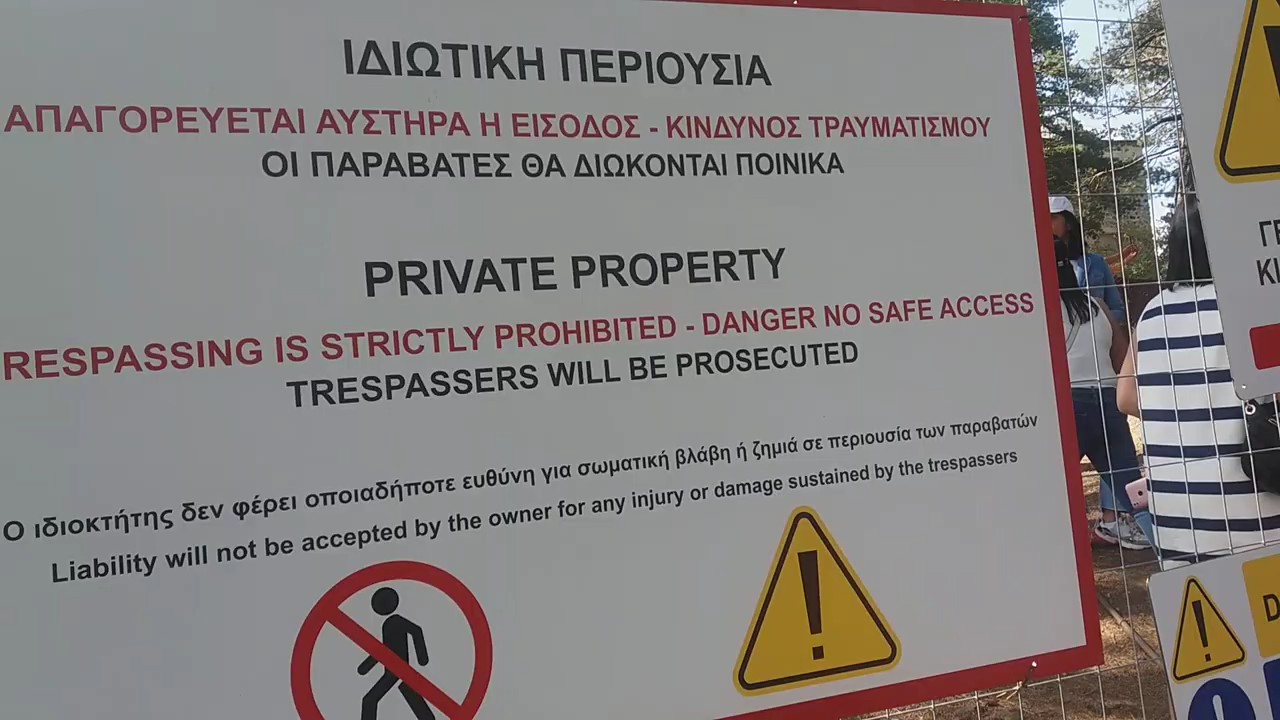 ΙΔΙΩΤΙΚΗ ΠΕΡΙΟΥΣΙΑ
ΑΠΑΓΟΡΕΥΕΤΑΙ ΑΥΣΤΗΡΑ Η ΕΙΣΟΔΟΣ - ΚΙΝΔΥΝΟΣ ΤΡΑΥΜΑΤΙΣΜΟΥ
ΟΙ ΠΑΡΑΒΑΤΕΣ ΘΑ ΔΙΩΚΟΝΤΑΙ ΠΟΙΝΙΚΑ
PRIVATE PROPERTY
RESPASSING IS STRICTLY PROHIBITED - DANGER NO SAFE ACCESS
TRESPASSERS WILL BE PROSECUTED
Ο ιδιοκτήτης δεν φέρει οποιαδήποτε ευθύνη για σωματική βλάβη ή ζημιά σε περιουσία των παραβατών
Liability will not be accepted by the owner for any injury or damage sustained by the trespassers